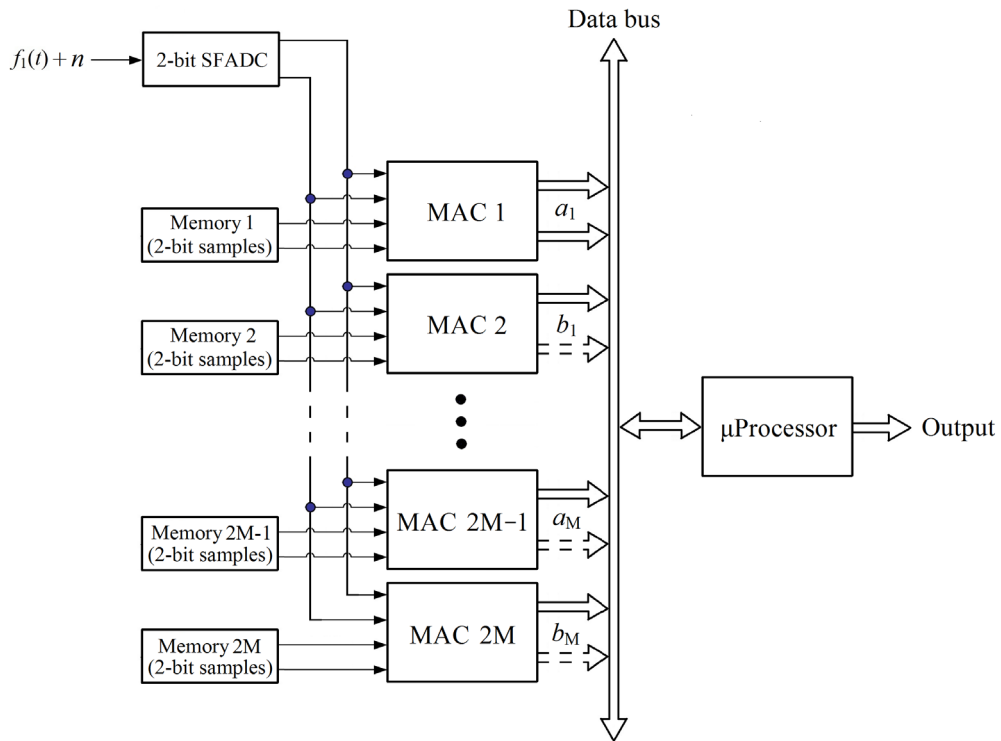 Data bus
f₁(t) + n
2-bit SFADC
MAC 1
a₁
Memory 1
(2-bit samples)
MAC 2
b₁
Memory 2
(2-bit samples)
μProcessor
Output
MAC 2M−1
a_M
Memory 2M-1
(2-bit samples)
MAC 2M
b_M
Memory 2M
(2-bit samples)